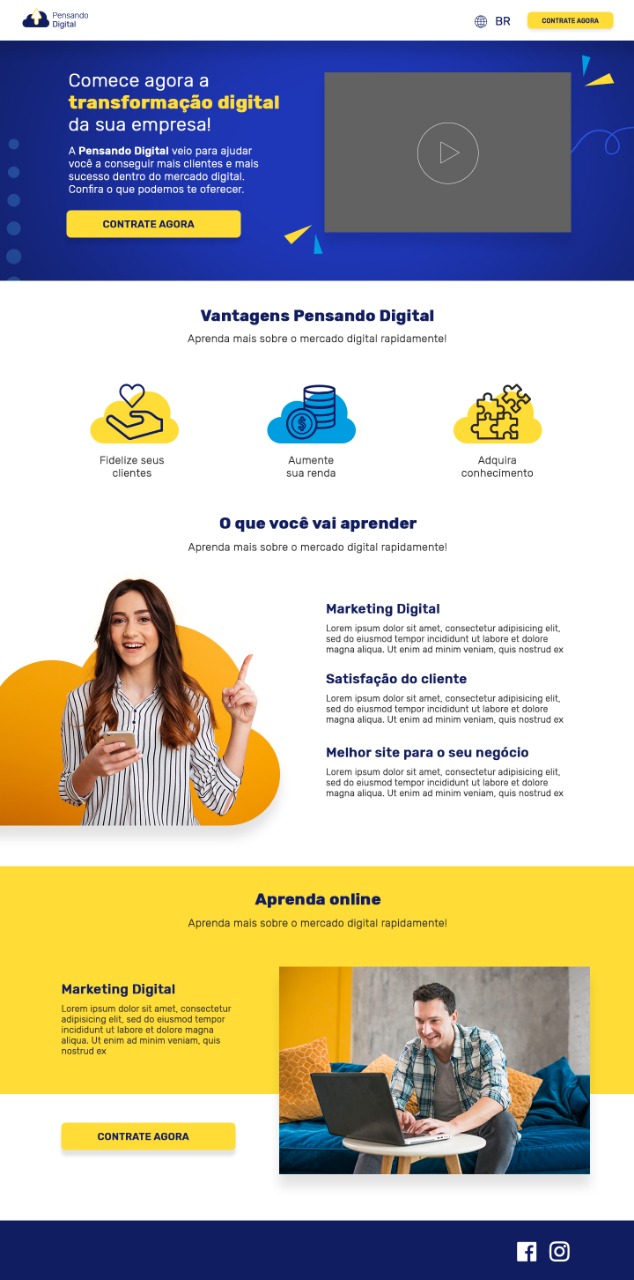 Pensando
Digital
BR
CONTRATE AGORA
Comece agora a
transformação digital
da sua empresa!
A Pensando Digital veio para ajudar
você a conseguir mais clientes e mais
sucesso dentro do mercado digital.
Confira o que podemos te oferecer.
CONTRATE AGORA
Vantagens Pensando Digital
Aprenda mais sobre o mercado digital rapidamente!
$
Fidelize seus
clientes
Aumente
sua renda
Adquira
conhecimento
O que você vai aprender
Aprenda mais sobre o mercado digital rapidamente!
Marketing Digital
Lorem ipsum dolor sit amet, consectetur adipisicing elit,
sed do eiusmod tempor incididunt ut labore et dolore
magna aliqua. Ut enim ad minim veniam, quis nostrud ex
Satisfação do cliente
Lorem ipsum dolor sit amet, consectetur adipisicing elit,
sed do eiusmod tempor incididunt ut labore et dolore
magna aliqua. Ut enim ad minim veniam, quis nostrud ex
Melhor site para o seu negócio
Lorem ipsum dolor sit amet, consectetur adipisicing elit,
sed do eiusmod tempor incididunt ut labore et dolore
magna aliqua. Ut enim ad minim veniam, quis nostrud ex
Aprenda online
Aprenda mais sobre o mercado digital rapidamente!
Marketing Digital
Lorem ipsum dolor sit amet, consectetur
adipisicing elit, sed do eiusmod tempor
incididunt ut labore et dolore magna
aliqua. Ut enim ad minim veniam, quis
nostrud ex
CONTRATE AGORA